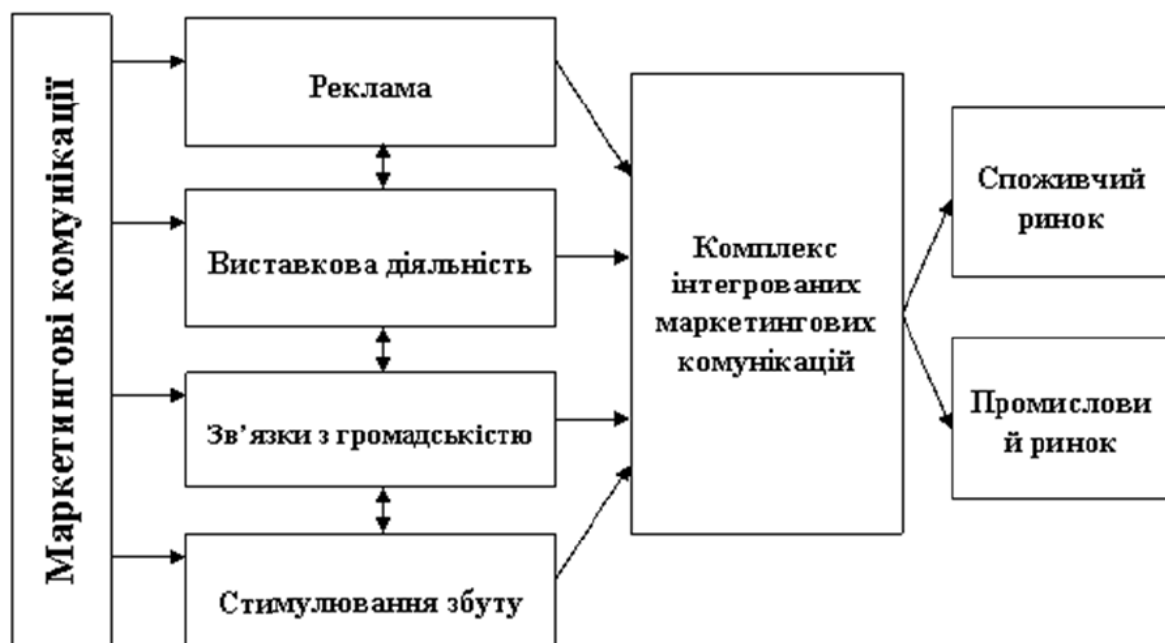 Маркетингові комунікації
Реклама
Виставкова діяльність
Зв’язки з громадськістю
Стимулювання збуту
Комплекс
інтегрованих
маркетингових
комунікацій
Споживчий
ринок
Промислови
й ринок